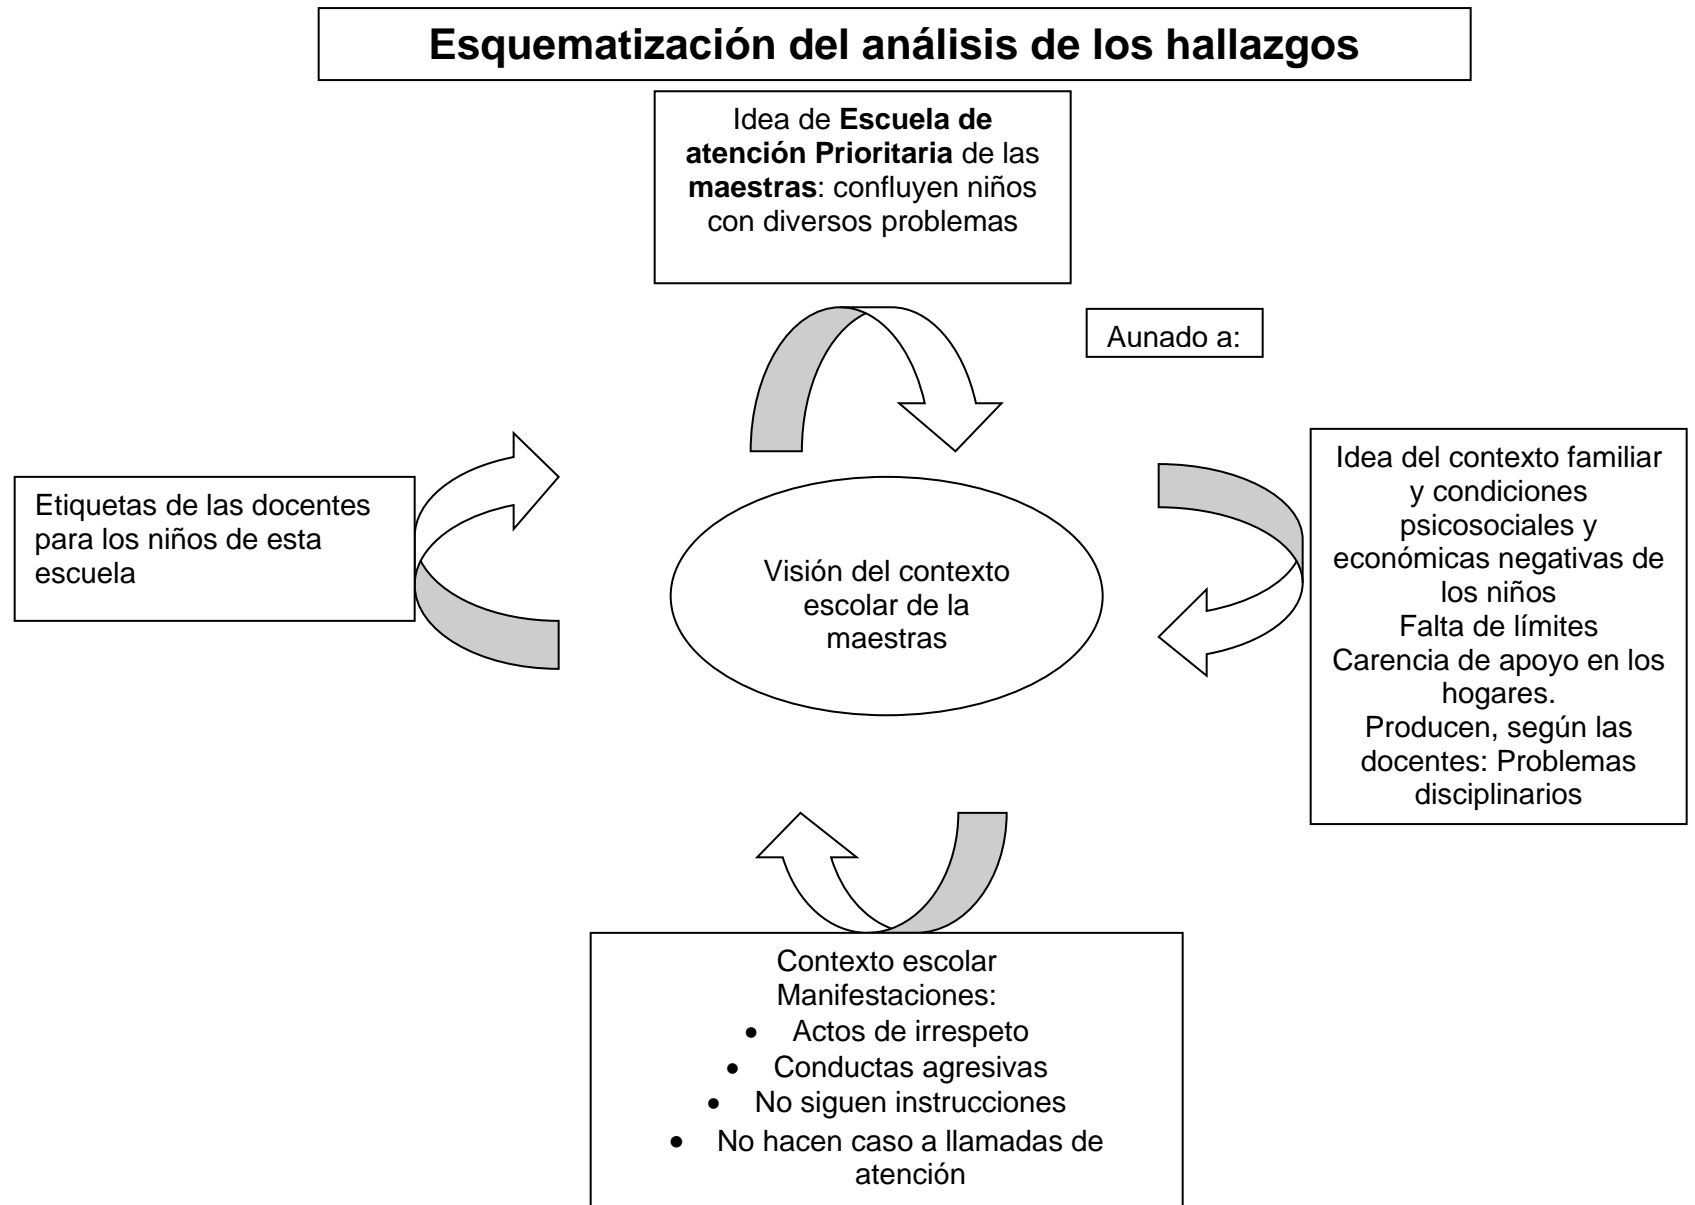 Esquematización del análisis de los hallazgos
Idea de Escuela de
atención Prioritaria de las
maestras: confluyen niños
con diversos problemas
Aunado a:
Etiquetas de las docentes
para los niños de esta
escuela
Visión del contexto
escolar de la
maestras
Idea del contexto familiar
y condiciones
psicosociales y
económicas negativas de
los niños
Falta de límites
Carencia de apoyo en los
hogares.
Producen, según las
docentes: Problemas
disciplinarios
Contexto escolar
Manifestaciones:
• Actos de irrespeto
• Conductas agresivas
• No siguen instrucciones
• No hacen caso a llamadas de
atención